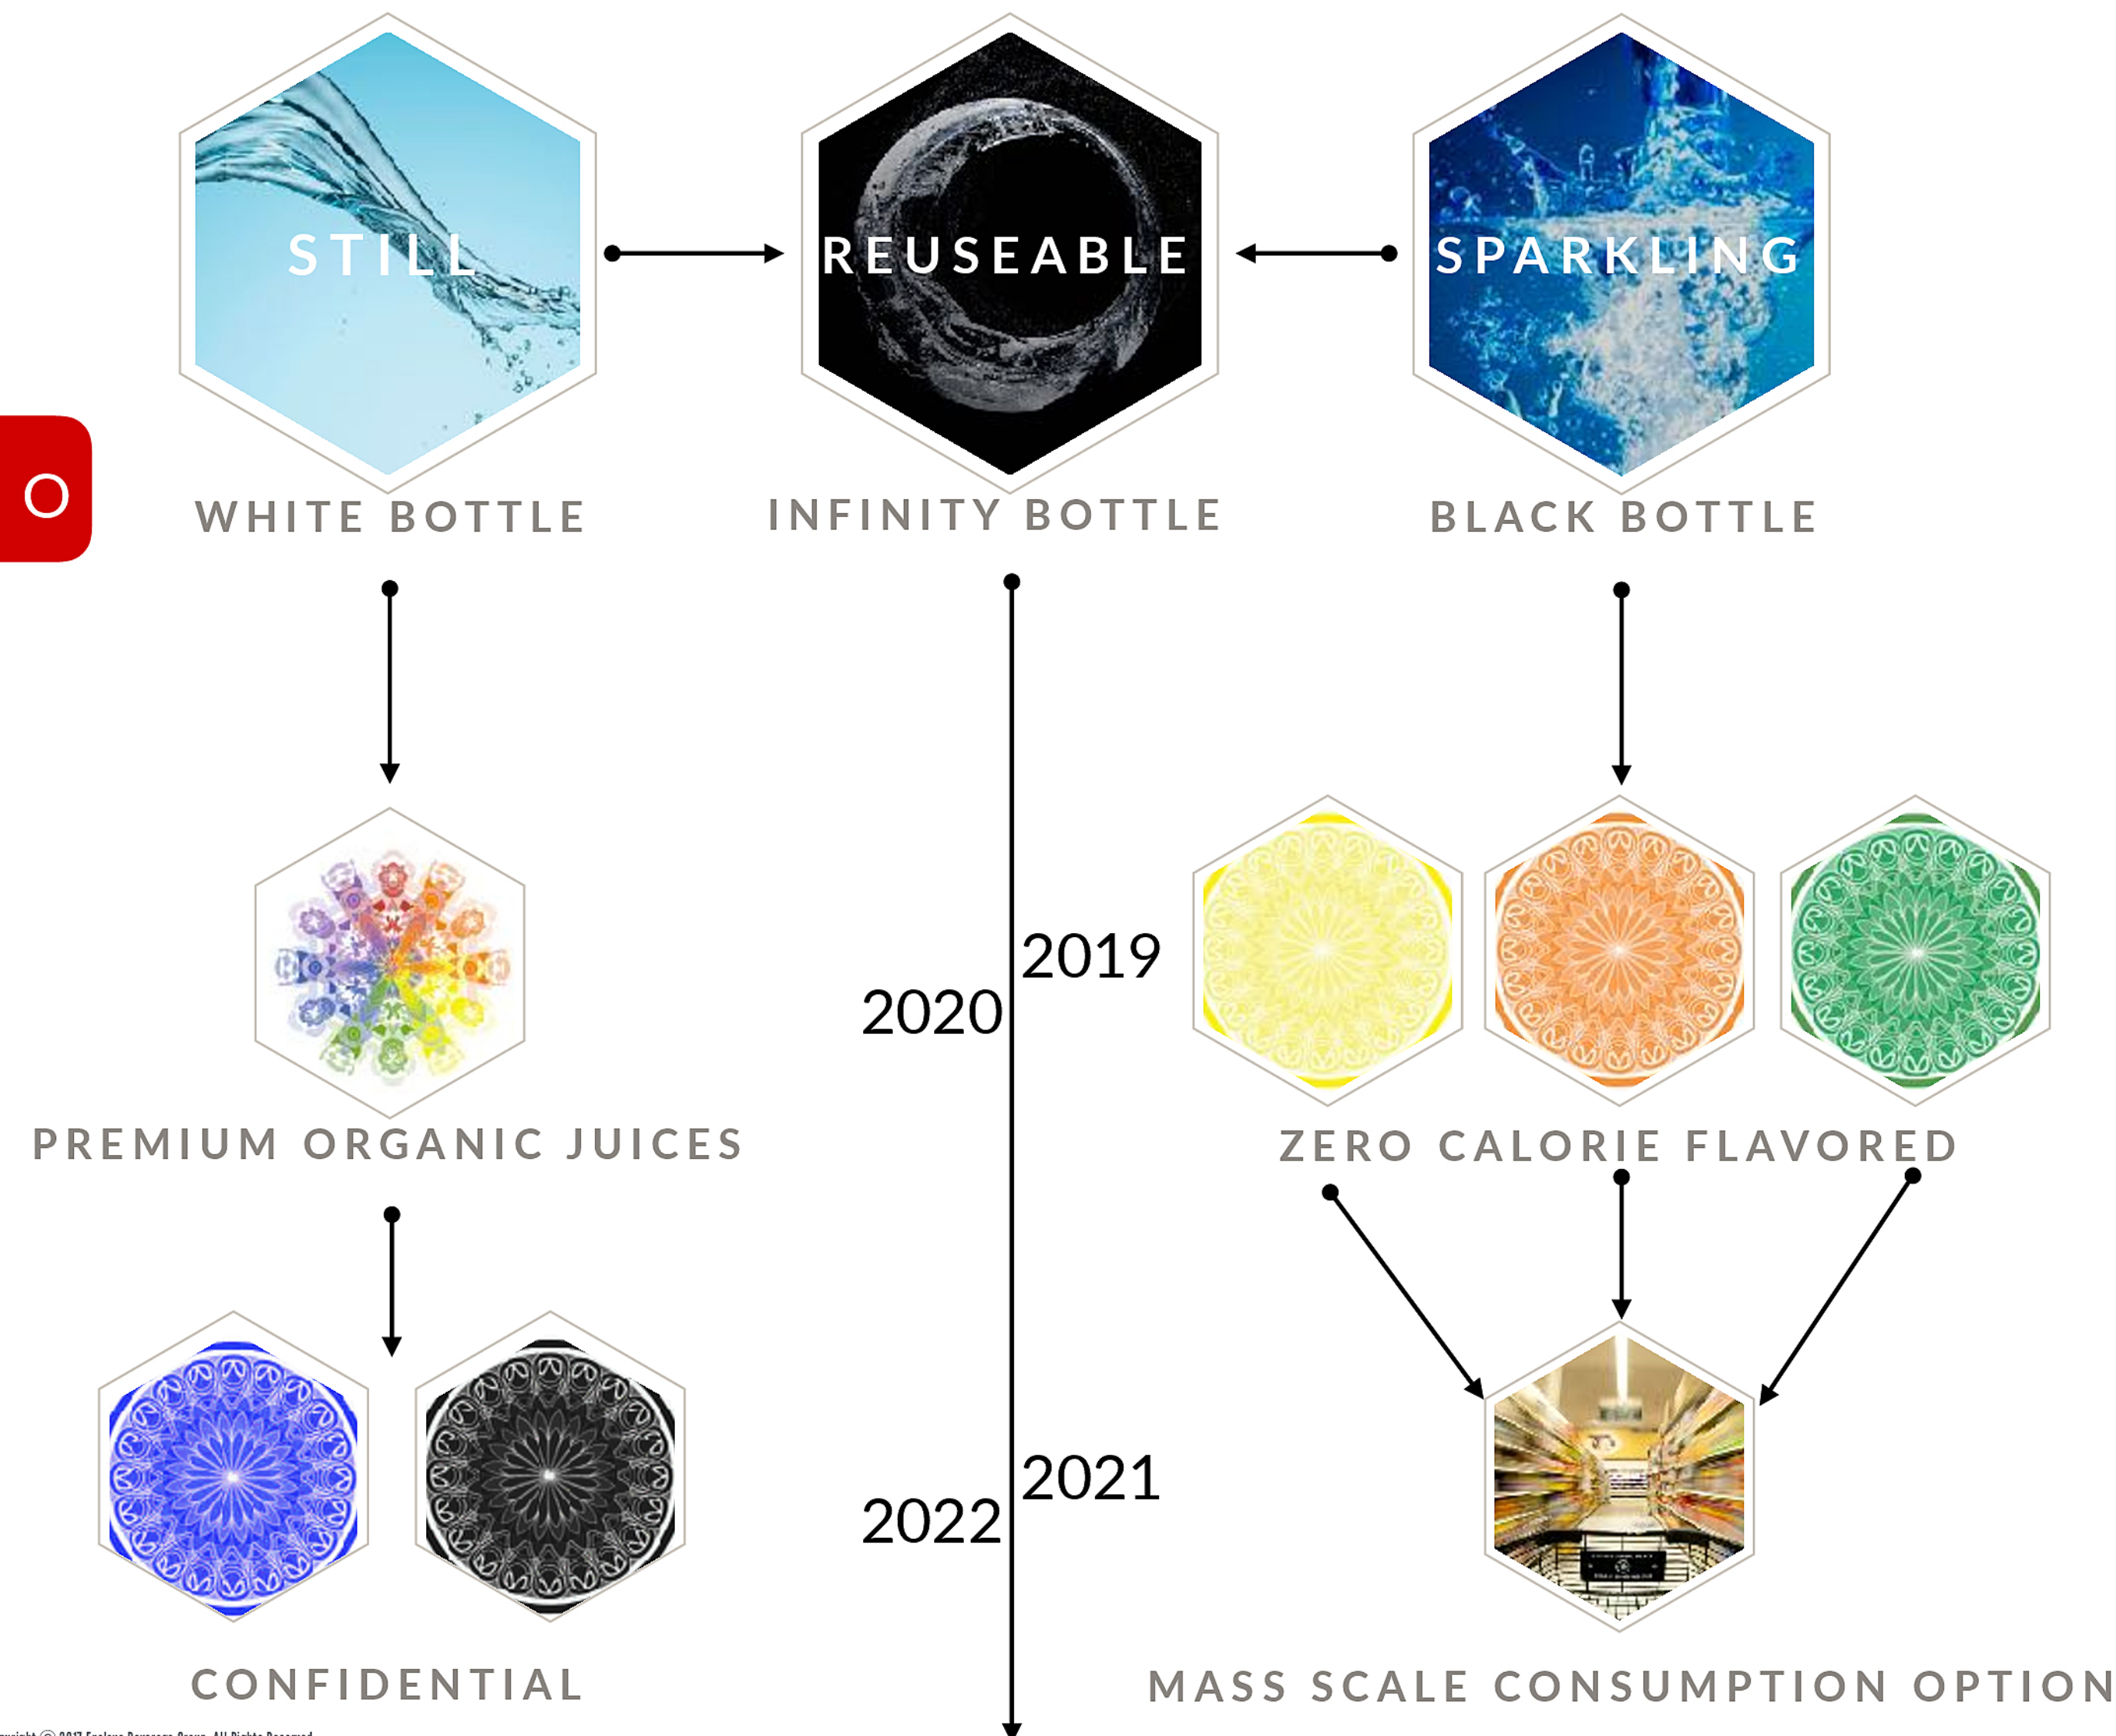 STILL
REUSEABLE
SPARKLING
O
WHITE BOTTLE
INFINITY BOTTLE
BLACK BOTTLE
2019
2020
PREMIUM ORGANIC JUICES
ZERO CALORIE FLAVORED
2021
2022
CONFIDENTIAL
MASS SCALE CONSUMPTION OPTION